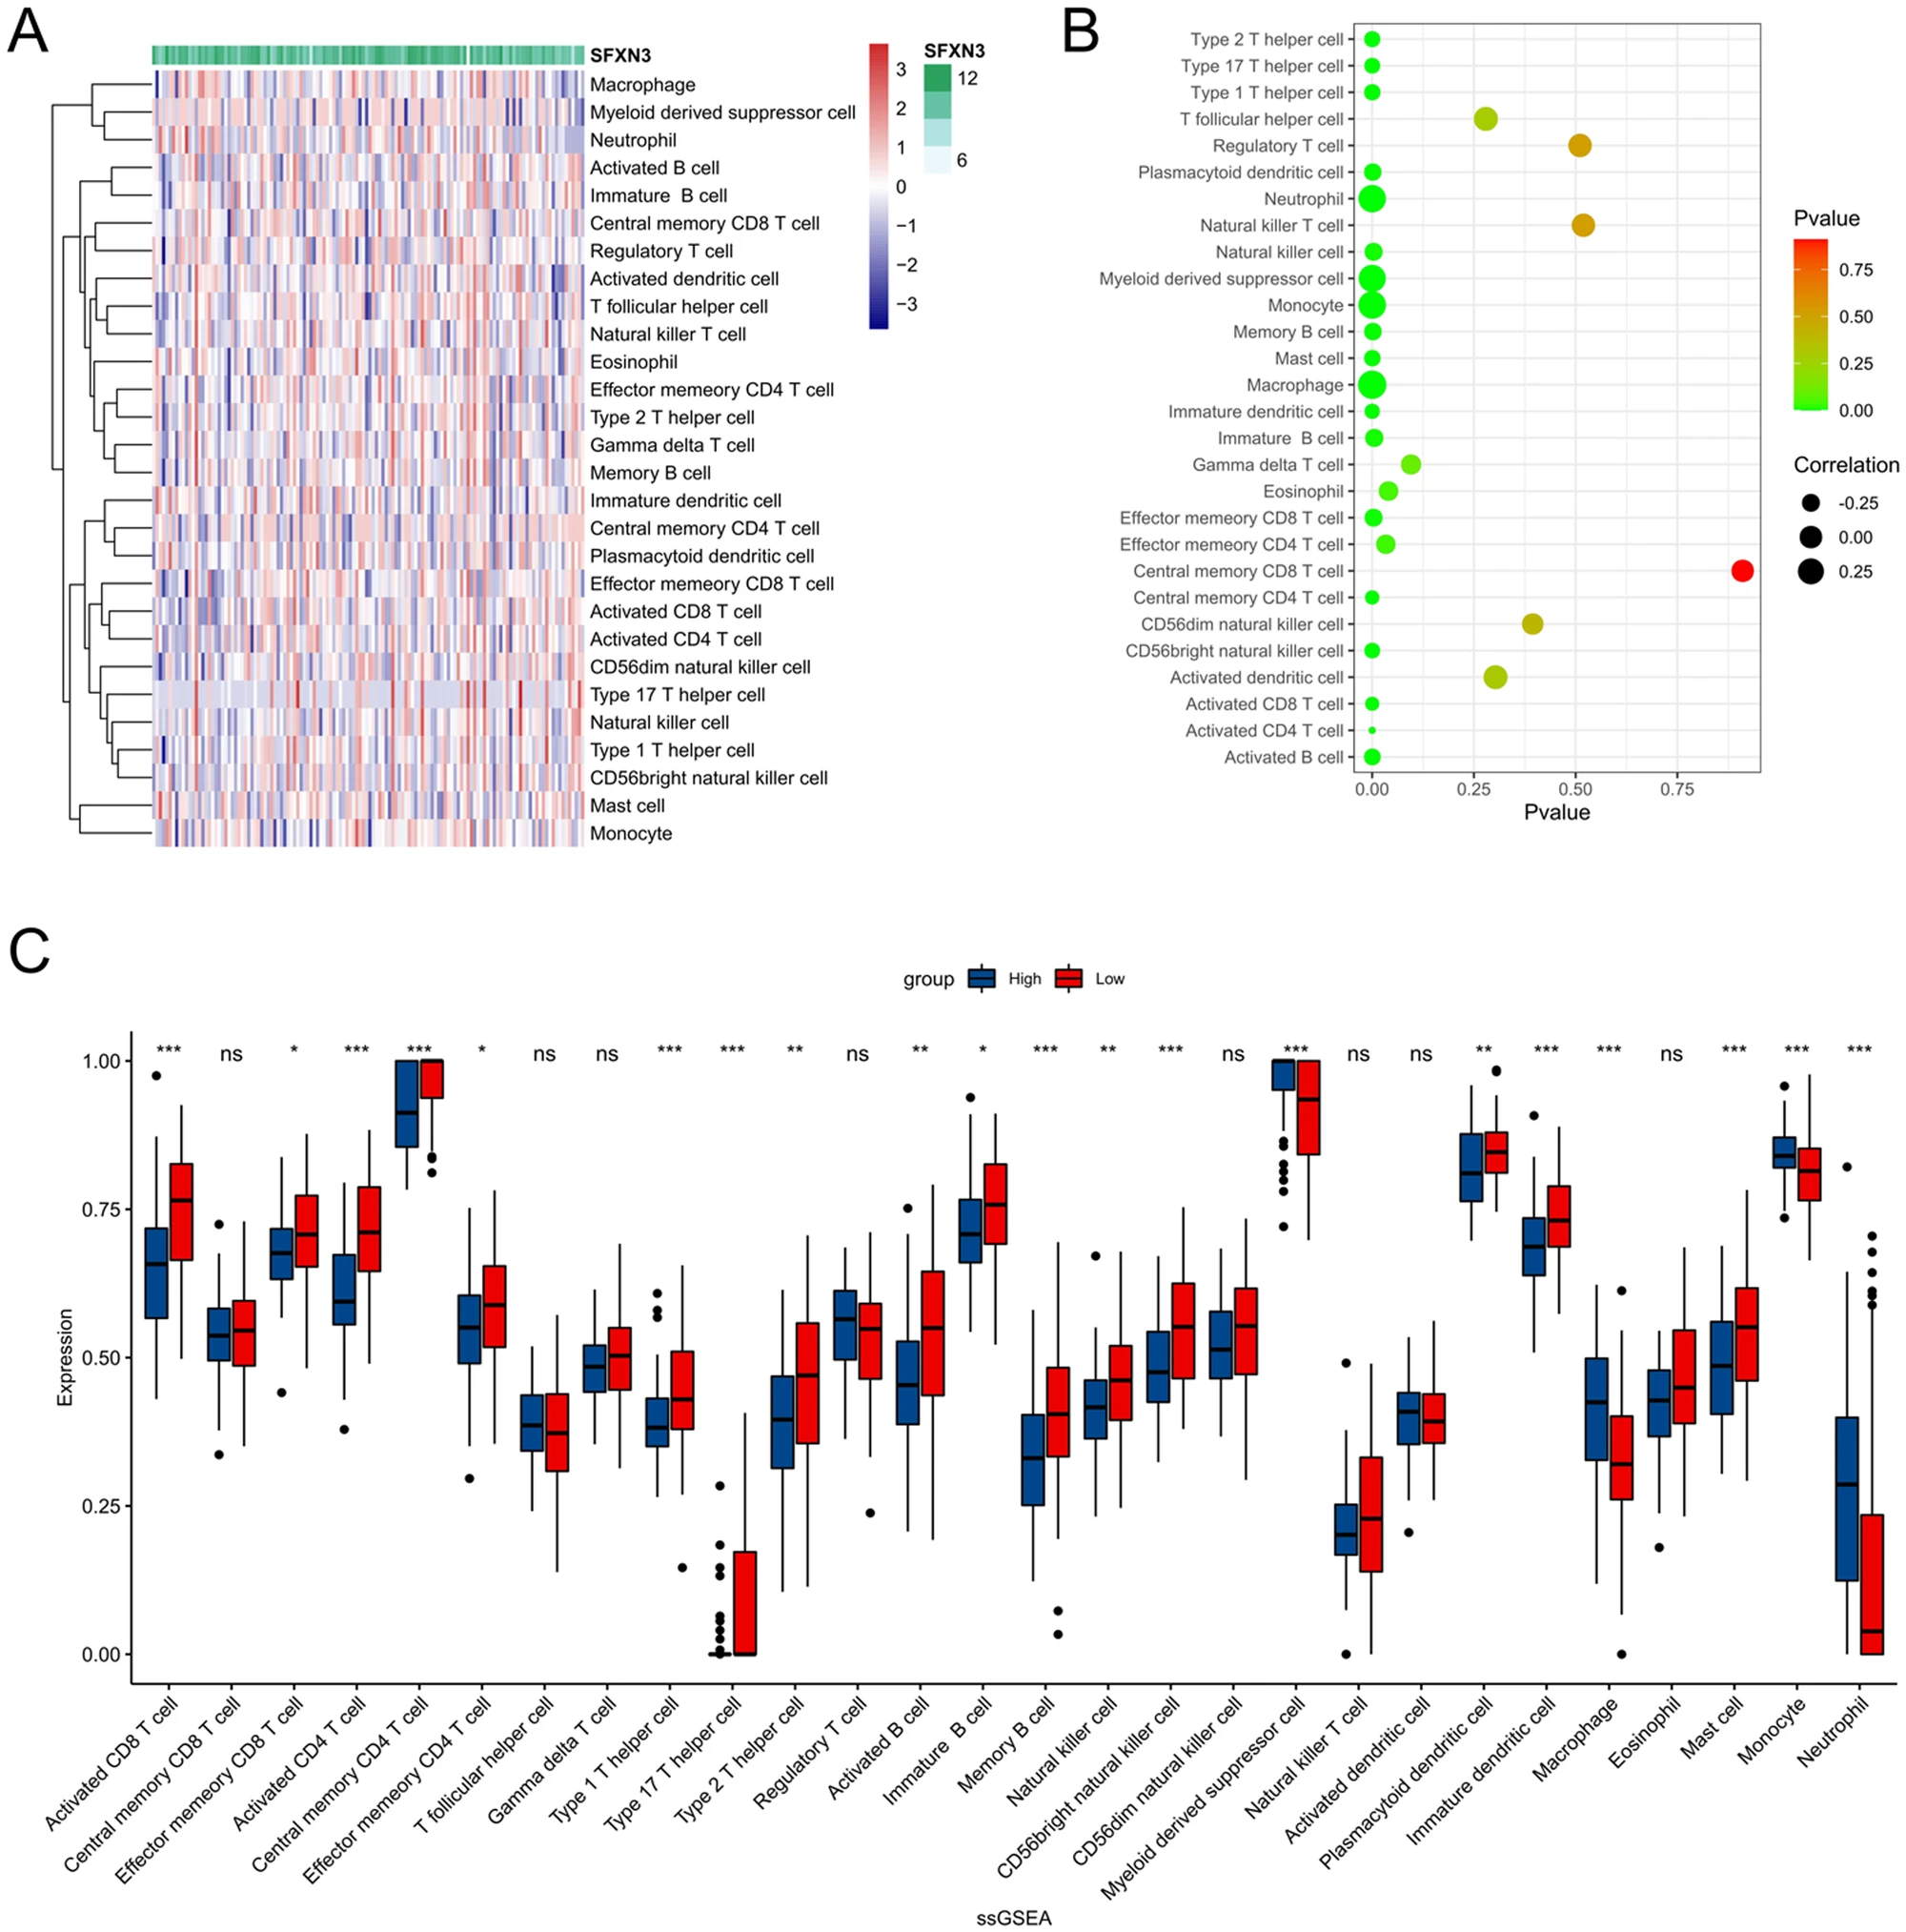 A
SFXN3
Macrophage
Myeloid derived suppressor cell
Neutrophil
Activated B cell
Immature  B cell
Central memory CD8 T cell
Regulatory T cell
Activated dendritic cell
T follicular helper cell
Natural killer T cell
Eosinophil
Effector memeory CD4 T cell
Type 2 T helper cell
Gamma delta T cell
Memory B cell
Immature dendritic cell
Central memory CD4 T cell
Plasmacytoid dendritic cell
Effector memeory CD8 T cell
Activated CD8 T cell
Activated CD4 T cell
CD56dim natural killer cell
Type 17 T helper cell
Natural killer cell
Type 1 T helper cell
CD56bright natural killer cell
Mast cell
Monocyte
3
2
1
0
−1
−2
−3
SFXN3
12
6
B
Type 2 T helper cell
Type 17 T helper cell
Type 1 T helper cell
T follicular helper cell
Regulatory T cell
Plasmacytoid dendritic cell
Neutrophil
Natural killer T cell
Natural killer cell
Myeloid derived suppressor cell
Monocyte
Memory B cell
Mast cell
Macrophage
Immature dendritic cell
Immature  B cell
Gamma delta T cell
Eosinophil
Effector memeory CD8 T cell
Effector memeory CD4 T cell
Central memory CD8 T cell
Central memory CD4 T cell
CD56dim natural killer cell
CD56bright natural killer cell
Activated dendritic cell
Activated CD8 T cell
Activated CD4 T cell
Activated B cell
0.00 0.25 0.50 0.75
Pvalue
Pvalue
0.75
0.50
0.25
0.00
Correlation
-0.25
0.00
0.25
C
group High Low
*** ns * *** *** * ns ns *** *** ** ns ** * *** ** *** ns *** ns ns ** *** *** ns *** *** ***
Expression
1.00
0.75
0.50
0.25
0.00
Activated CD8 T cell
Central memory CD8 T cell
Effector memeory CD8 T cell
Activated CD4 T cell
Central memory CD4 T cell
Effector memeory CD4 T cell
T follicular helper cell
Gamma delta T cell
Type 1 T helper cell
Type 17 T helper cell
Type 2 T helper cell
Regulatory T cell
Activated B cell
Immature  B cell
Memory B cell
Natural killer cell
CD56bright natural killer cell
CD56dim natural killer cell
Myeloid derived suppressor cell
Natural killer T cell
Activated dendritic cell
Plasmacytoid dendritic cell
Immature dendritic cell
Macrophage
Eosinophil
Mast cell
Monocyte
Neutrophil
ssGSEA